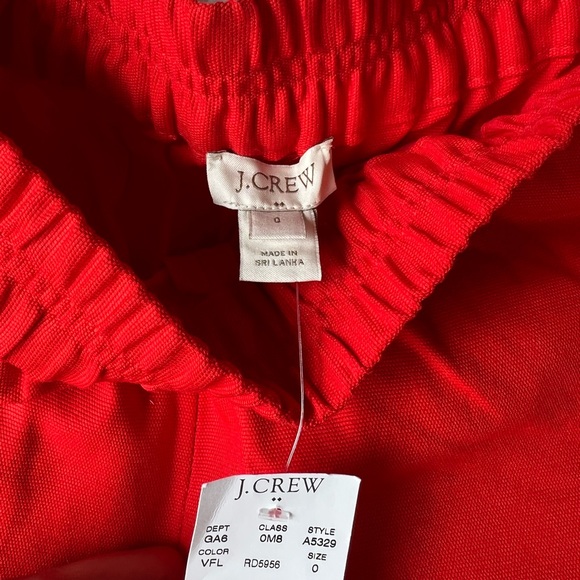 J.CREW
0
MADE IN
SRI LANKA
J.CREW
DEPT CLASS STYLE
GA6 0M8 A5329
COLOR SIZE
VFL RD5956 0